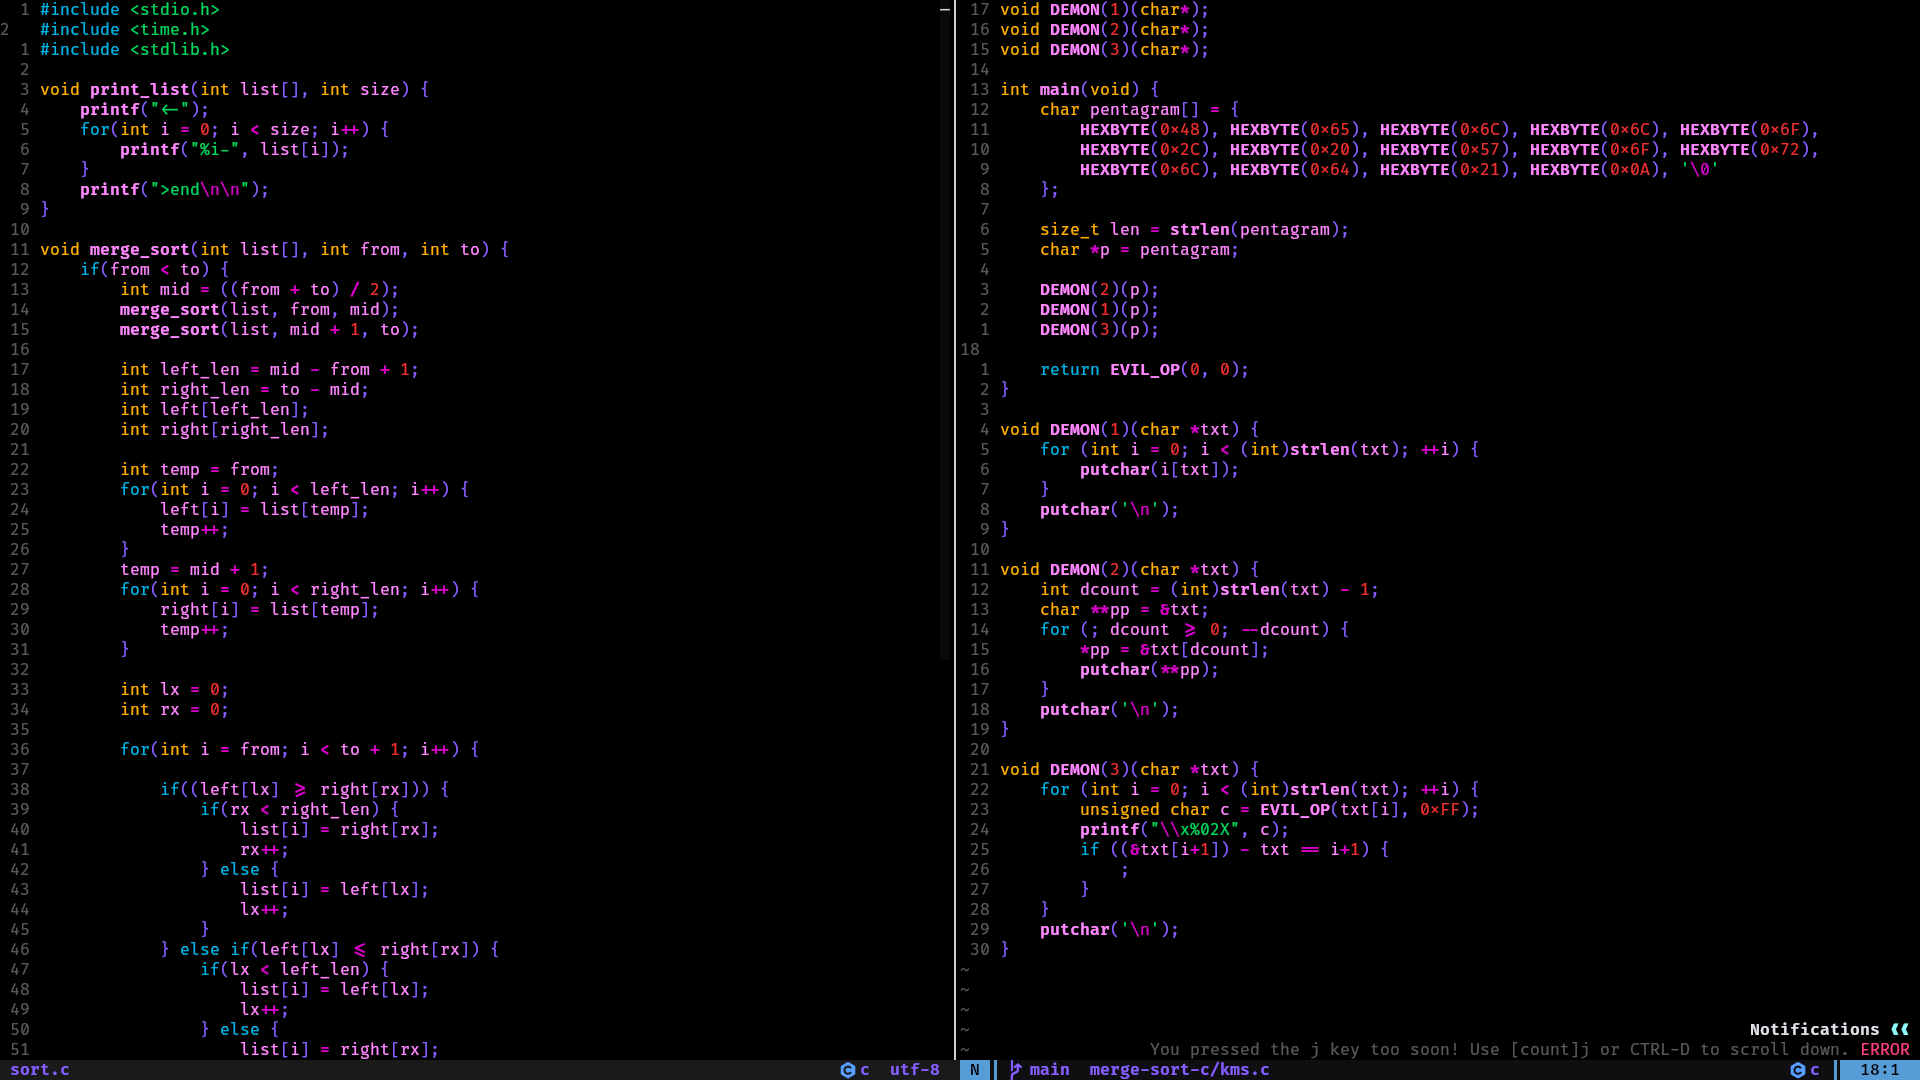 1 #include <stdio.h>
2 #include <time.h>
1 #include <stdlib.h>
2
3 void print_list(int list[], int size) {
4     printf("<-");
5     for(int i = 0; i < size; i++) {
6         printf("%i-", list[i]);
7     }
8     printf(">end\n\n");
9 }
10
11 void merge_sort(int list[], int from, int to) {
12     if(from < to) {
13         int mid = ((from + to) / 2);
14         merge_sort(list, from, mid);
15         merge_sort(list, mid + 1, to);
16
17         int left_len = mid - from + 1;
18         int right_len = to - mid;
19         int left[left_len];
20         int right[right_len];
21
22         int temp = from;
23         for(int i = 0; i < left_len; i++) {
24             left[i] = list[temp];
25             temp++;
26         }
27         temp = mid + 1;
28         for(int i = 0; i < right_len; i++) {
29             right[i] = list[temp];
30             temp++;
31         }
32
33         int lx = 0;
34         int rx = 0;
35
36         for(int i = from; i < to + 1; i++) {
37
38             if((left[lx] >= right[rx])) {
39                 if(rx < right_len) {
40                     list[i] = right[rx];
41                     rx++;
42                 } else {
43                     list[i] = left[lx];
44                     lx++;
45                 }
46             } else if(left[lx] <= right[rx]) {
47                 if(lx < left_len) {
48                     list[i] = left[lx];
49                     lx++;
50                 } else {
51                     list[i] = right[rx];
sort.c C c utf-8
17 void DEMON(1)(char*);
16 void DEMON(2)(char*);
15 void DEMON(3)(char*);
14
13 int main(void) {
12     char pentagram[] = {
11         HEXBYTE(0x48), HEXBYTE(0x65), HEXBYTE(0x6C), HEXBYTE(0x6C), HEXBYTE(0x6F),
10         HEXBYTE(0x2C), HEXBYTE(0x20), HEXBYTE(0x57), HEXBYTE(0x6F), HEXBYTE(0x72),
9         HEXBYTE(0x6C), HEXBYTE(0x64), HEXBYTE(0x21), HEXBYTE(0x0A), '\0'
8     };
7
6     size_t len = strlen(pentagram);
5     char *p = pentagram;
4
3     DEMON(2)(p);
2     DEMON(1)(p);
1     DEMON(3)(p);
18
1     return EVIL_OP(0, 0);
2 }
3
4 void DEMON(1)(char *txt) {
5     for (int i = 0; i < (int)strlen(txt); ++i) {
6         putchar(i[txt]);
7     }
8     putchar('\n');
9 }
10
11 void DEMON(2)(char *txt) {
12     int dcount = (int)strlen(txt) - 1;
13     char **pp = &txt;
14     for (; dcount >= 0; --dcount) {
15         *pp = &txt[dcount];
16         putchar(**pp);
17     }
18     putchar('\n');
19 }
20
21 void DEMON(3)(char *txt) {
22     for (int i = 0; i < (int)strlen(txt); ++i) {
23         unsigned char c = EVIL_OP(txt[i], 0xFF);
24         printf("\\x%02X", c);
25         if ((&txt[i+1]) - txt == i+1) {
26             ;
27         }
28     }
29     putchar('\n');
30 }
~
~
~
~ Notifications
~ You pressed the j key too soon! Use [count]j or CTRL-D to scroll down. ERROR
N main merge-sort-c/kms.c C c 18:1